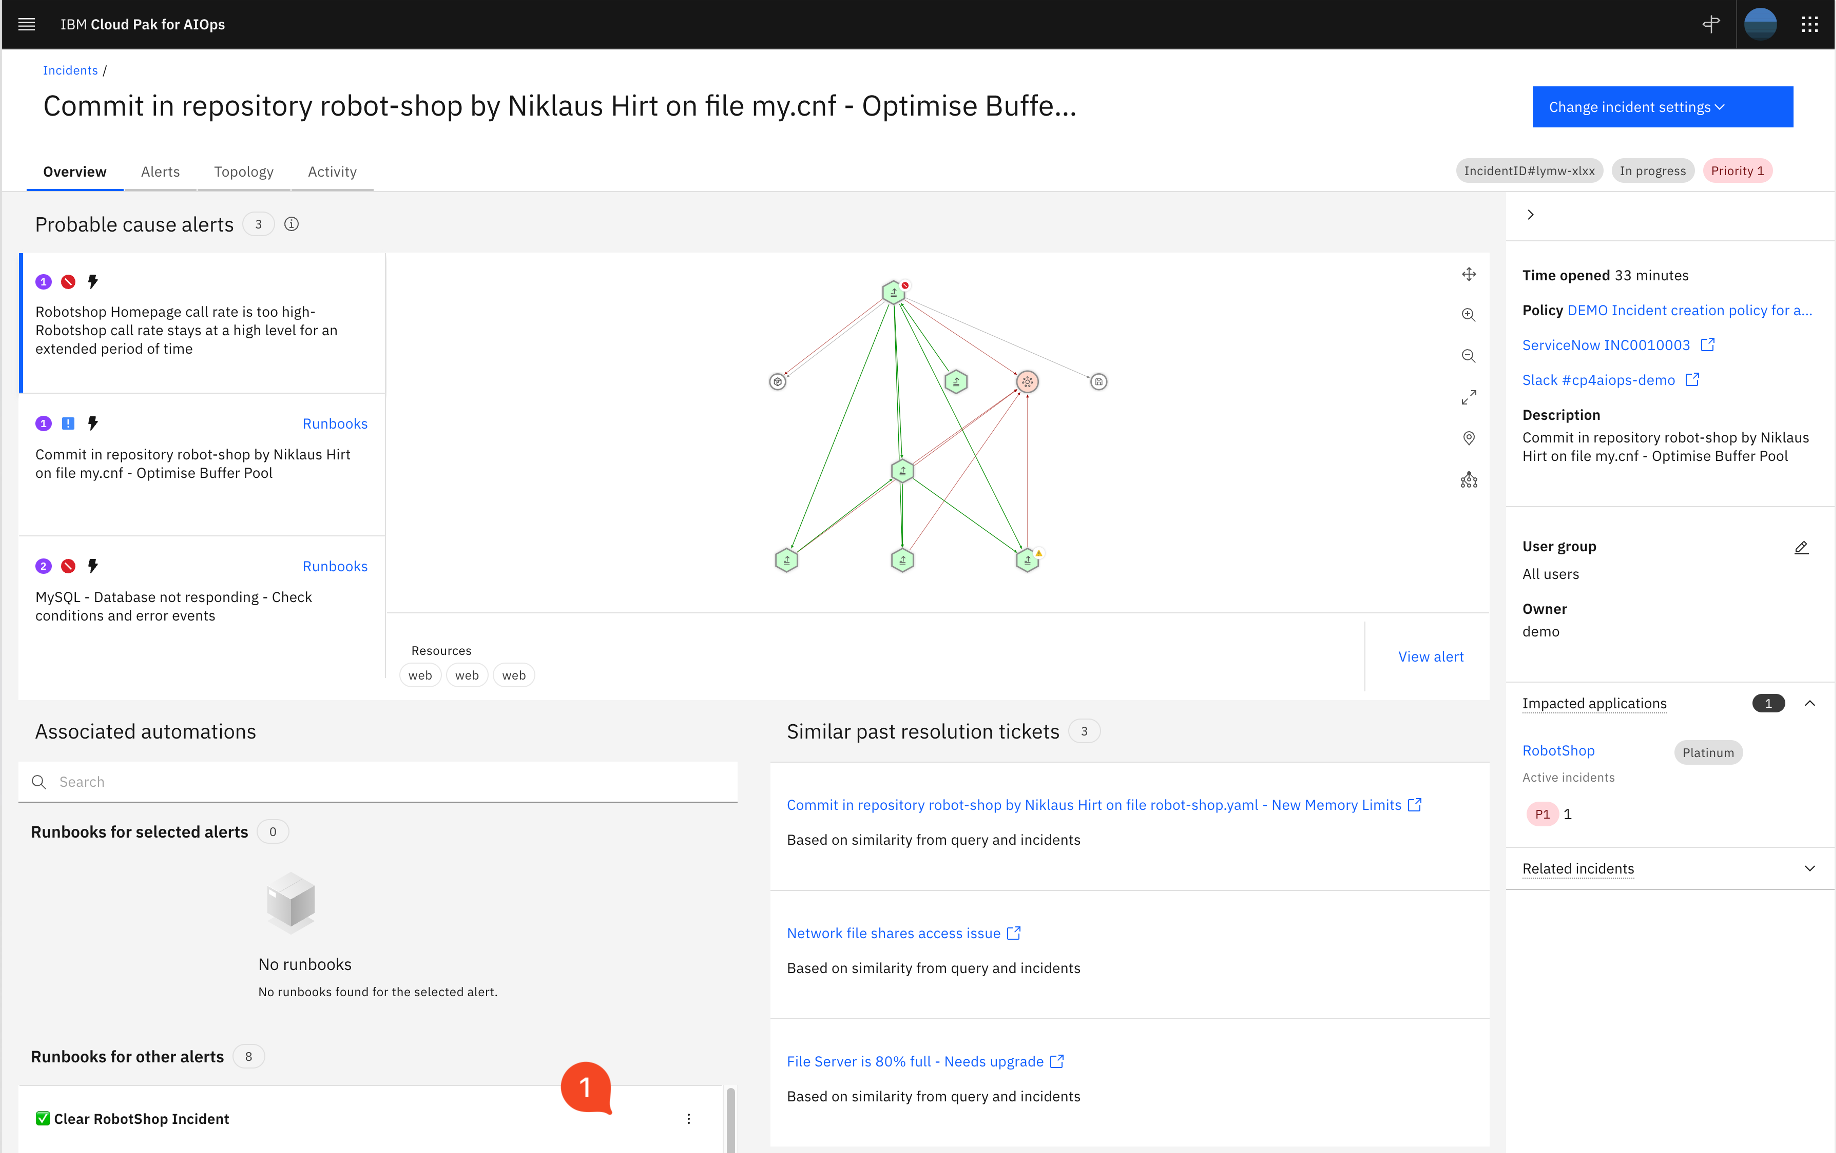 IBM Cloud Pak for AIOps
Incidents /
Commit in repository robot-shop by Niklaus Hirt on file my.cnf - Optimise Buffe...
Change incident settings
Overview
Alerts
Topology
Activity
IncidentID#lymw-xlxx
In progress
Priority 1
Probable cause alerts 3
1
Robotshop Homepage call rate is too high-
Robotshop call rate stays at a high level for an
extended period of time
1
Runbooks
Commit in repository robot-shop by Niklaus Hirt
on file my.cnf - Optimise Buffer Pool
2
Runbooks
MySQL - Database not responding - Check
conditions and error events
Resources
web web web
View alert
Time opened 33 minutes
Policy DEMO Incident creation policy for a...
ServiceNow INC0010003
Slack #cp4aiops-demo
Description
Commit in repository robot-shop by Niklaus
Hirt on file my.cnf - Optimise Buffer Pool
User group
All users
Owner
demo
Impacted applications 1
RobotShop
Platinum
Active incidents
P1 1
Related incidents
Associated automations
Search
Runbooks for selected alerts 0
No runbooks
No runbooks found for the selected alert.
Runbooks for other alerts 8
1
✅ Clear RobotShop Incident
Similar past resolution tickets 3
Commit in repository robot-shop by Niklaus Hirt on file robot-shop.yaml - New Memory Limits
Based on similarity from query and incidents
Network file shares access issue
Based on similarity from query and incidents
File Server is 80% full - Needs upgrade
Based on similarity from query and incidents